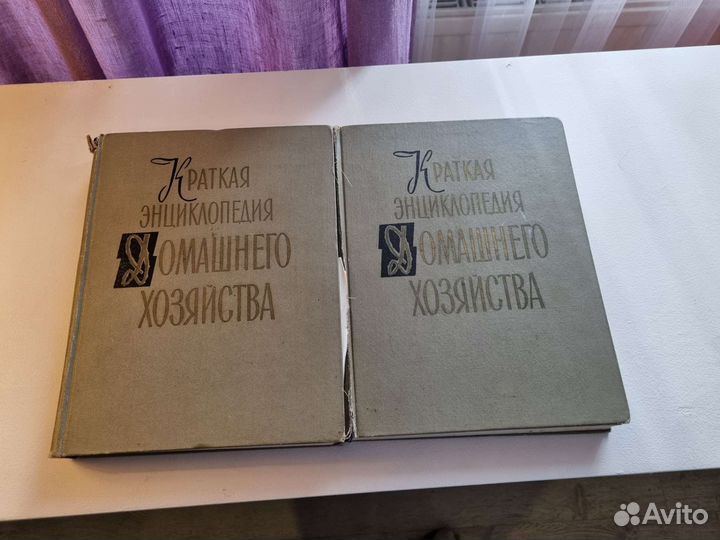 КРАТКАЯ
ЭНЦИКЛОПЕДИЯ
ДОМАШНЕГО
ХОЗЯЙСТВА
КРАТКАЯ
ЭНЦИКЛОПЕДИЯ
ДОМАШНЕГО
ХОЗЯЙСТВА
Avito